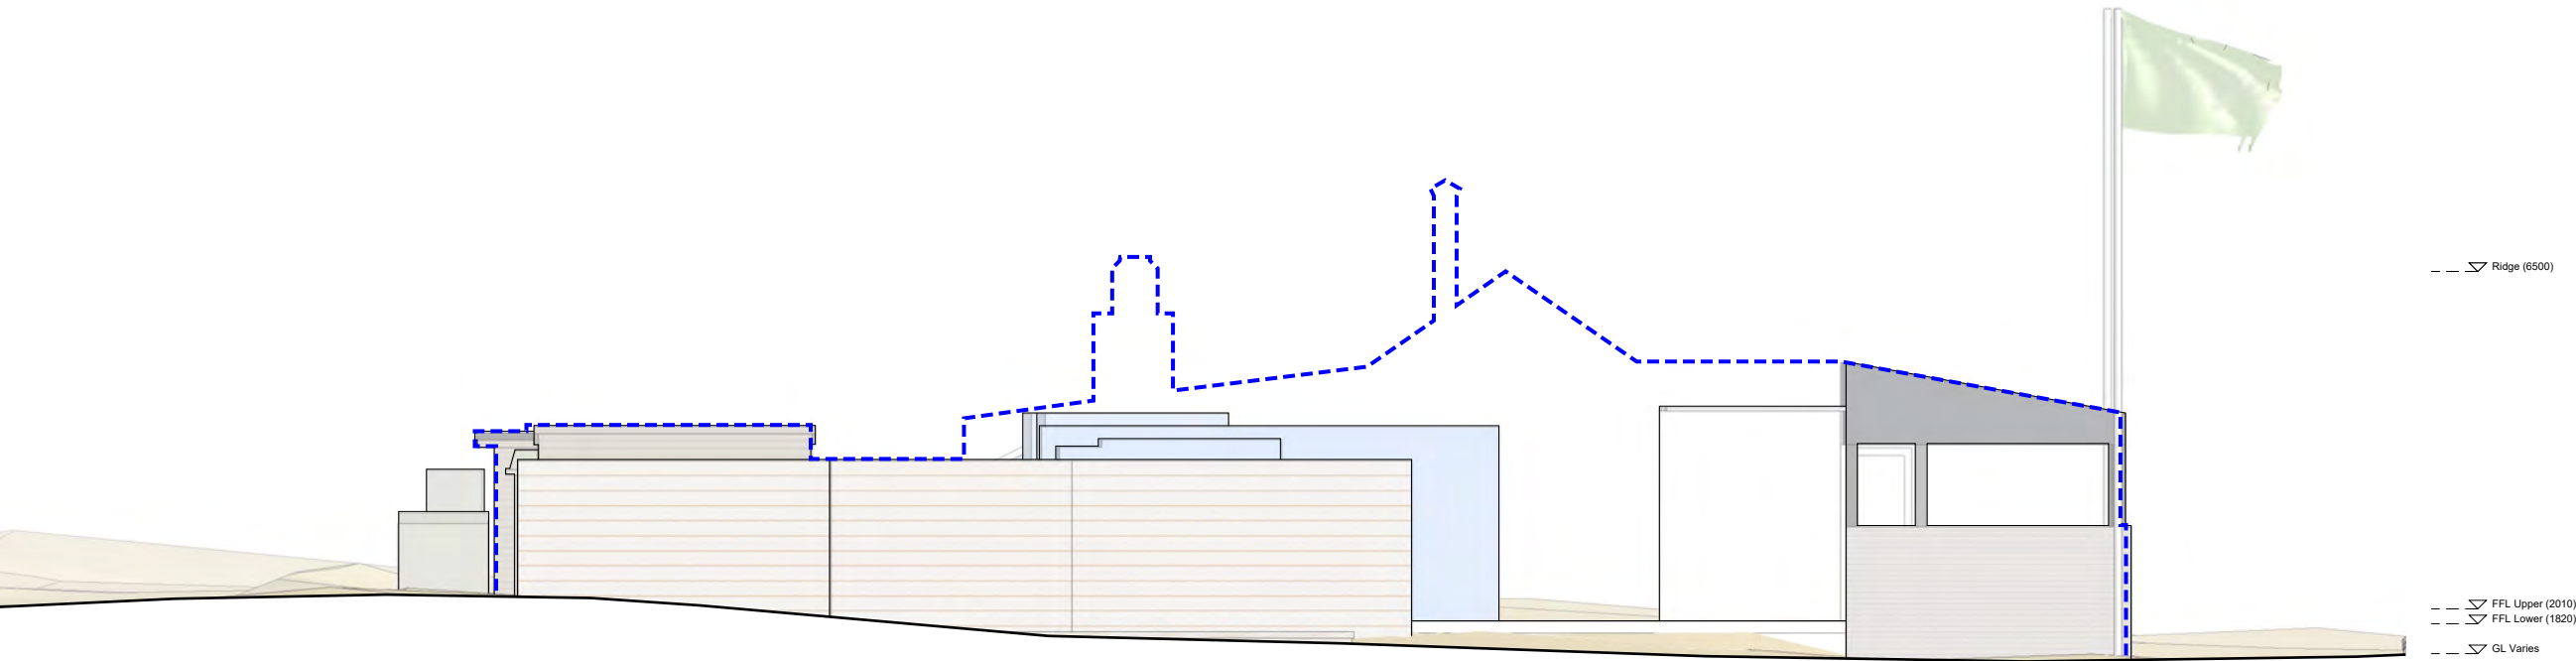 Ridge (6500)
FFL Upper (2010)
FFL Lower (1820)
GL Varies